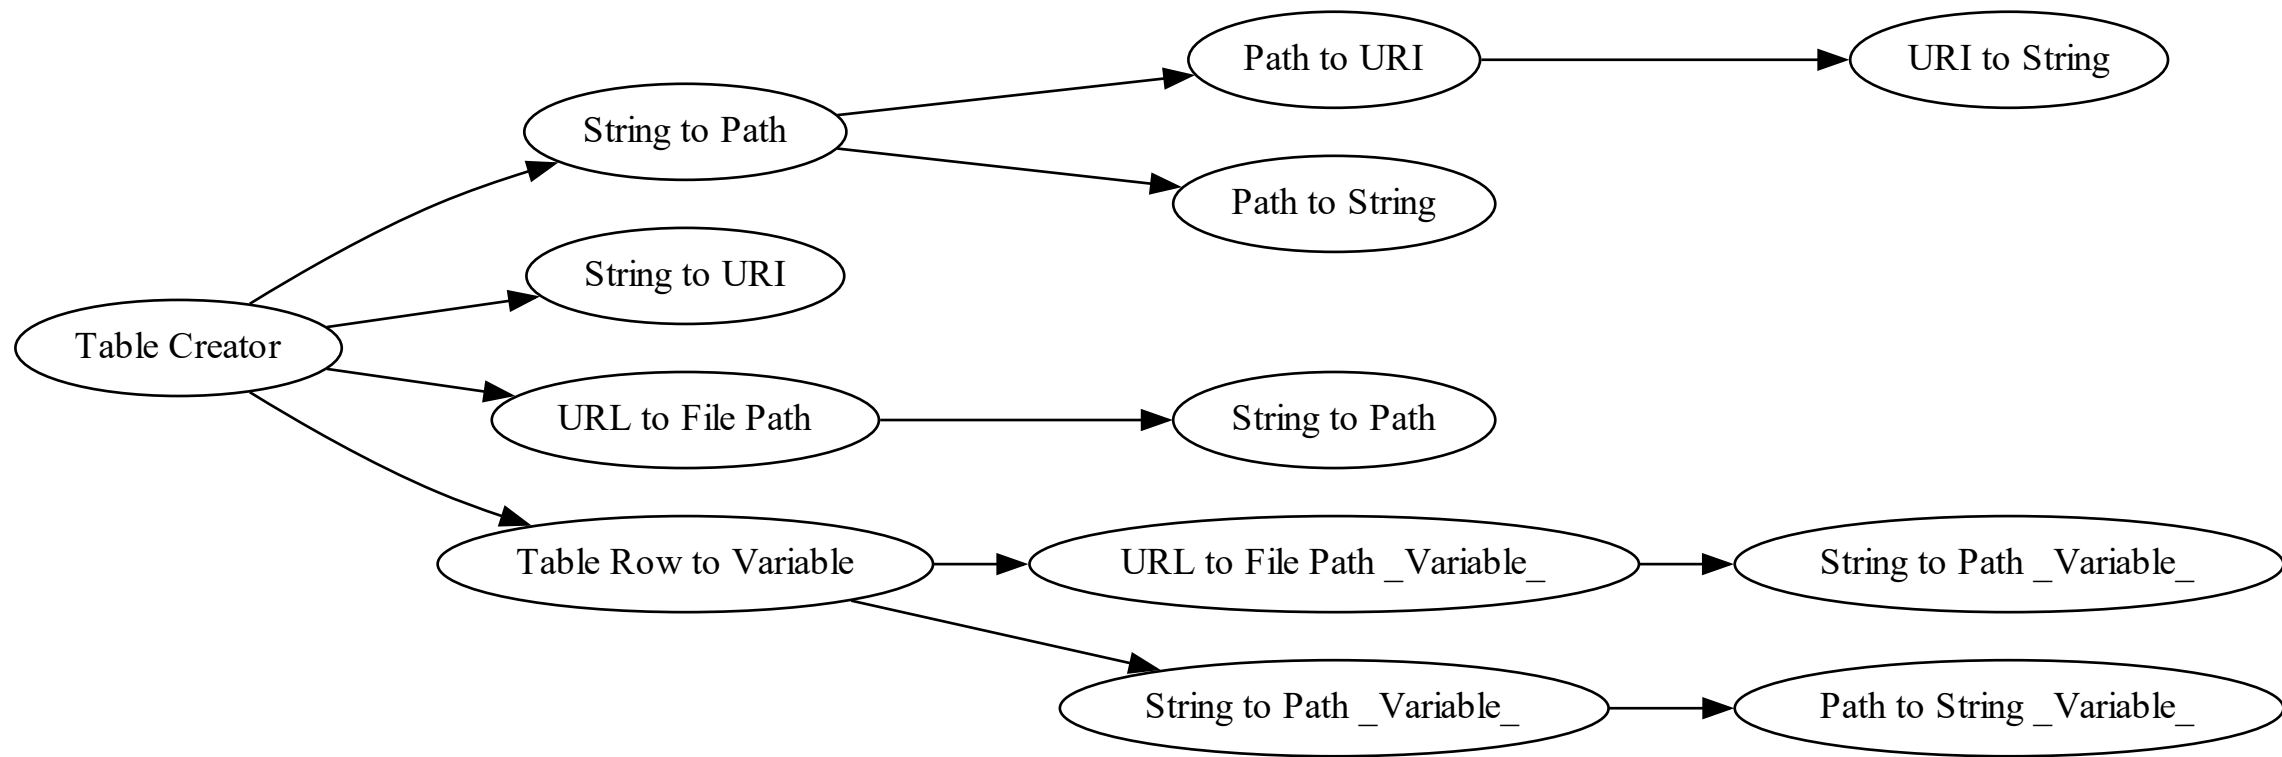 Path to URI
URI to String
String to Path
Path to String
String to URI
Table Creator
URL to File Path
String to Path
Table Row to Variable
URL to File Path _Variable_
String to Path _Variable_
String to Path _Variable_
Path to String _Variable_